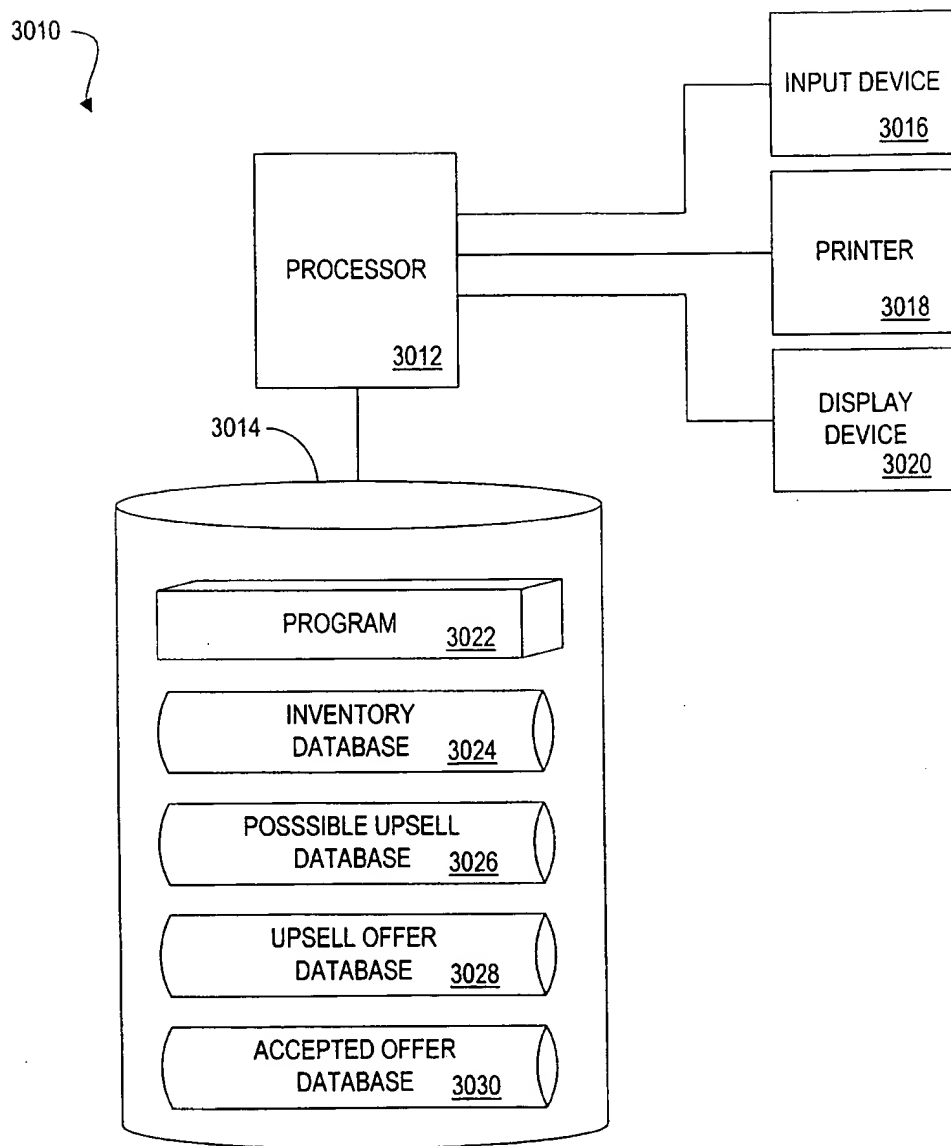 3010
INPUT DEVICE
3016
PROCESSOR
3012
PRINTER
3018
DISPLAY
DEVICE
3020
3014
PROGRAM
3022
INVENTORY
DATABASE
3024
POSSSIBLE UPSELL
DATABASE
3026
UPSELL OFFER
DATABASE
3028
ACCEPTED OFFER
DATABASE
3030